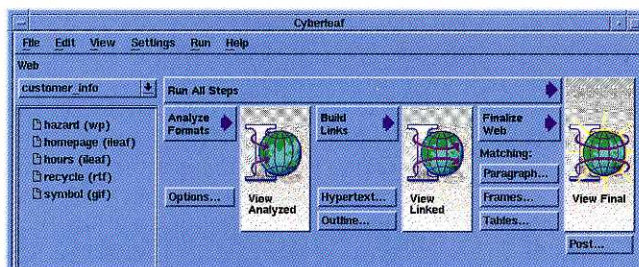 Cyberleaf
File Edit View Settings Run Help
Web
customer_info
hazard (wp)
homepage (ileaf)
hours (ileaf)
recycle (rtf)
symbol (gif)
Run All Steps
Analyze
Formats
Options...
View
Analyzed
Build
Links
Hypertext...
Outline...
View
Linked
Finalize
Web
Matching:
Paragraph...
Frames...
Tables...
View Final
Post...